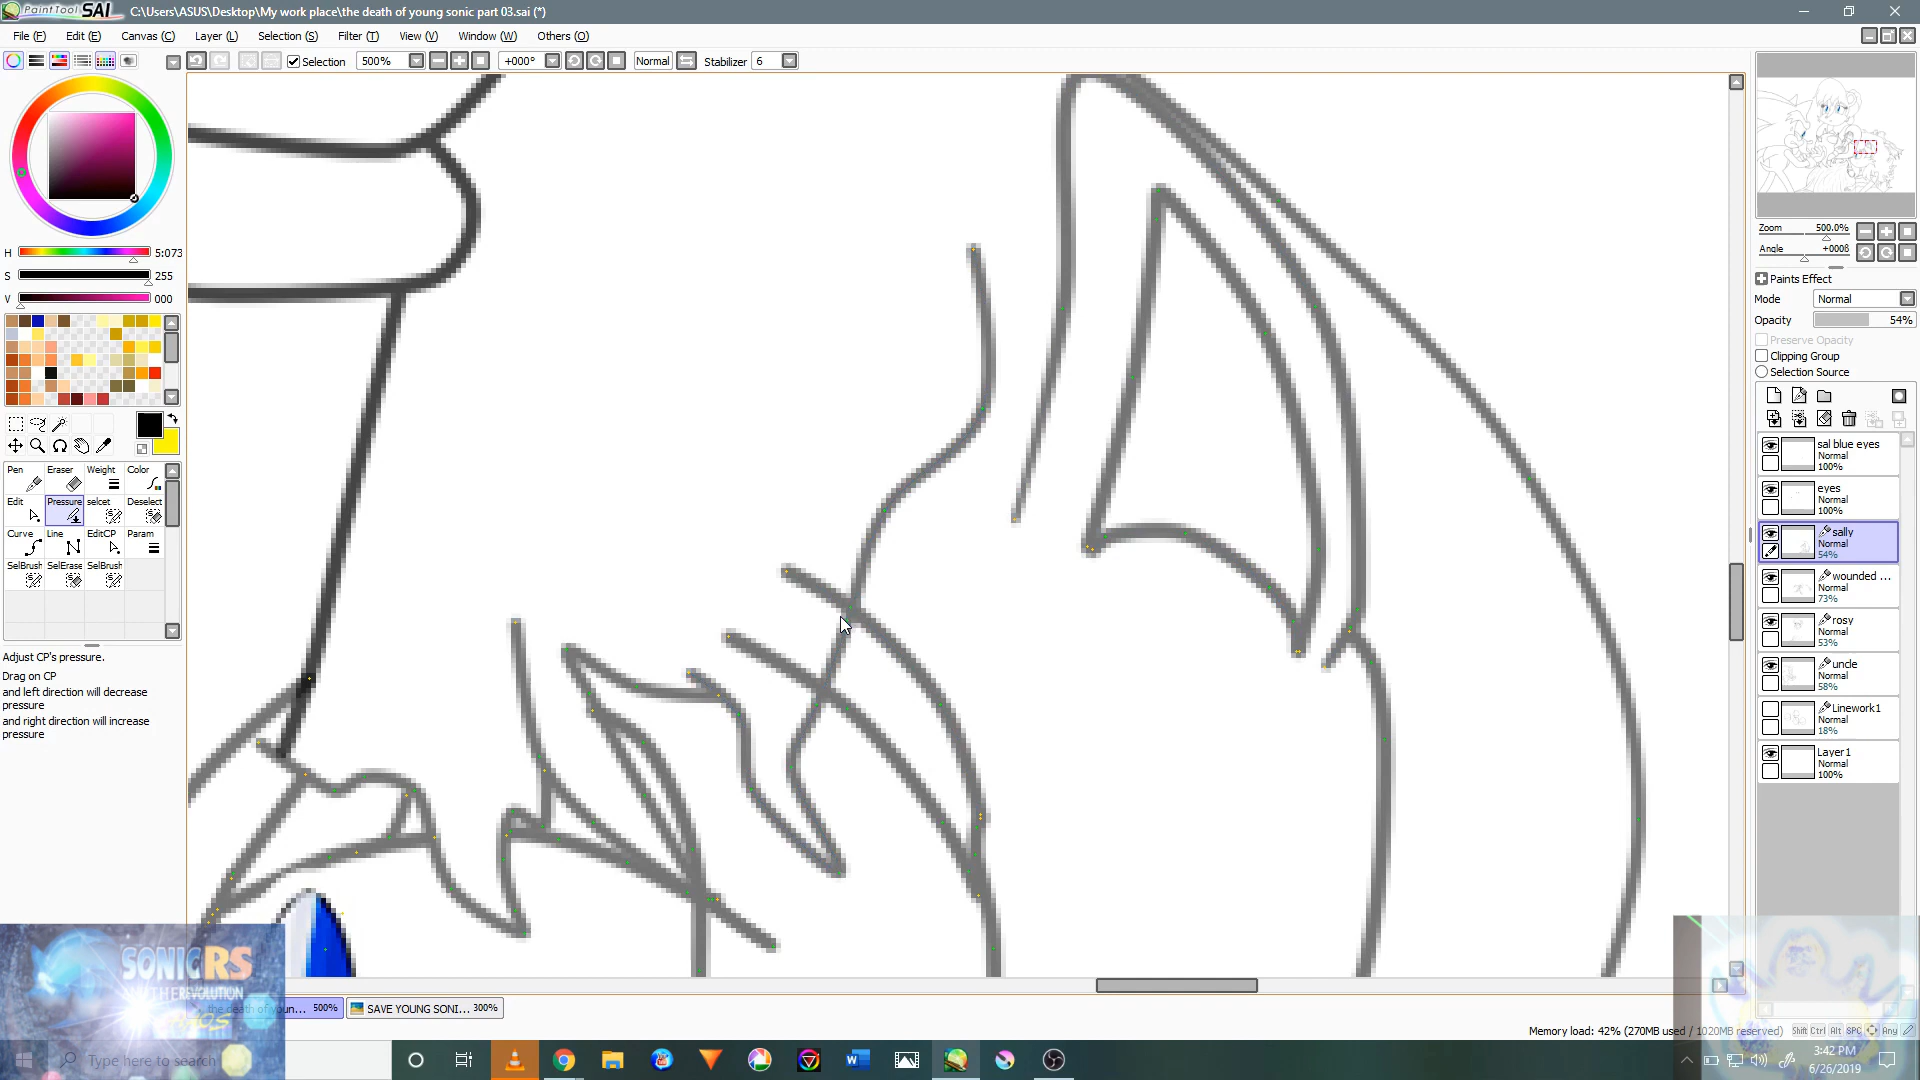 PaintTool SAI C:\Users\ASUS\Desktop\My work place\the death of young sonic part 03.sai (*)
File (F) Edit (E) Canvas (C) Layer (L) Selection (S) Filter (T) View (V) Window (W) Others (O)
Selection 500% +000° Normal Stabilizer 6
H 5:073
S 255
V 000
Pen Eraser Weight Color
Edit Pressure selcet Deselect
Curve Line EditCP Param
SelBrush SelErase SelBrush
Adjust CP's pressure.
Drag on CP
and left direction will decrease
pressure
and right direction will increase
pressure
Zoom 500.0%
Angle +000ß
Paints Effect
Mode Normal
Opacity 54%
Preserve Opacity
Clipping Group
Selection Source
sal blue eyes
Normal
100%
eyes
Normal
100%
sally
Normal
54%
wounded ...
Normal
73%
rosy
Normal
53%
uncle
Normal
58%
Linework1
Normal
18%
Layer1
Normal
100%
SONIC RS
the death of youn... 500% SAVE YOUNG SONI... 300%
Memory load: 42% (270MB used / 1020MB reserved) Shift Ctrl Alt SPC Any
Type here to search
3:42 PM
6/26/2019